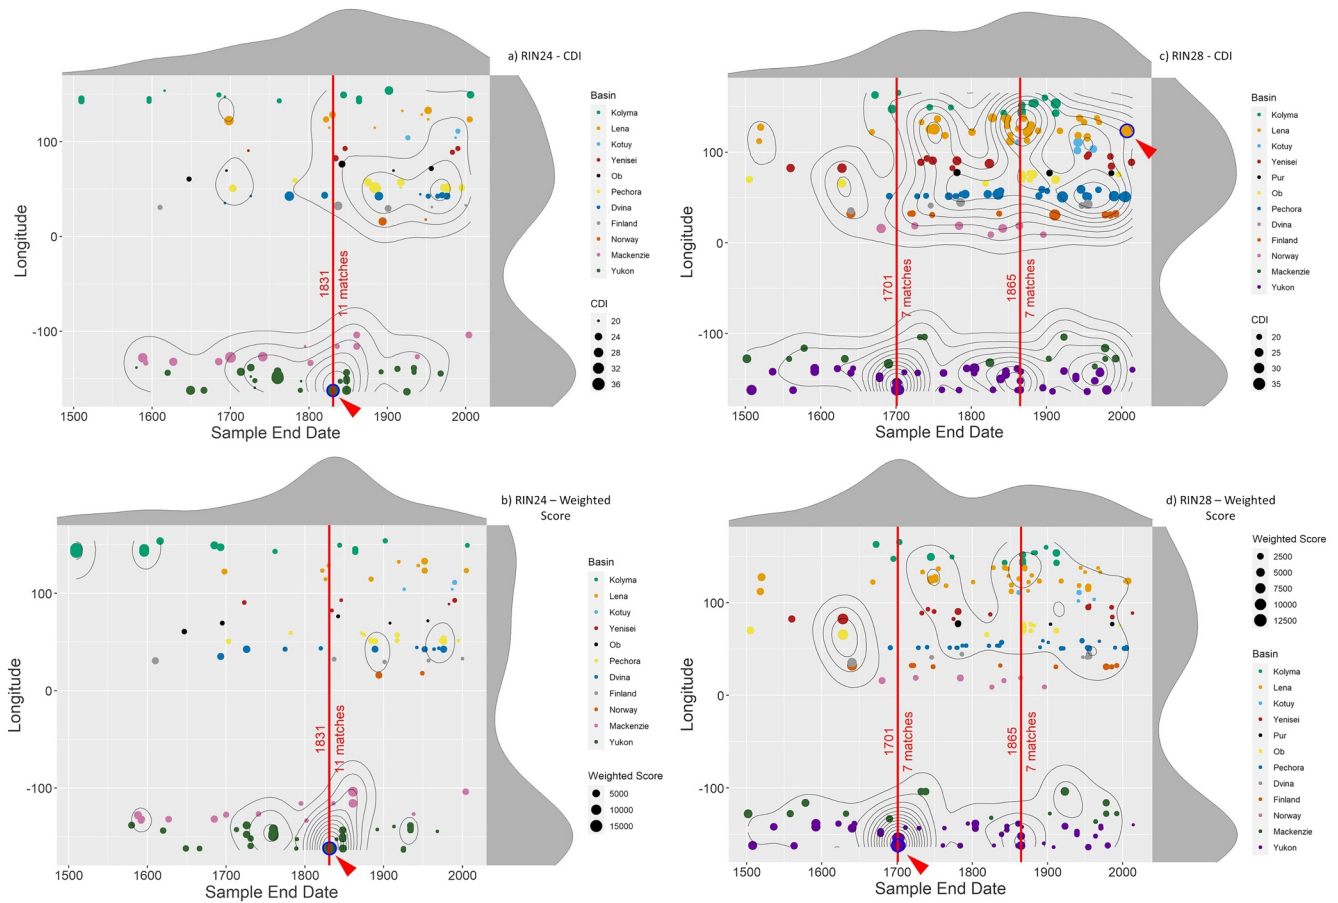 a) RIN24 - CDI
Longitude
100
0
-100
1831
11 matches
1500
1600
1700
1800
1900
2000
Sample End Date
Basin
Kolyma
Lena
Kotuy
Yenisei
Ob
Pechora
Dvina
Finland
Norway
Mackenzie
Yukon
CDI
20
24
28
32
36
c) RIN28 - CDI
Longitude
100
0
-100
1701
7 matches
1865
7 matches
1500
1600
1700
1800
1900
2000
Sample End Date
Basin
Kolyma
Lena
Kotuy
Yenisei
Pur
Ob
Pechora
Dvina
Finland
Norway
Mackenzie
Yukon
CDI
20
25
30
35
b) RIN24 – Weighted
Score
Longitude
100
0
-100
1831
11 matches
1500
1600
1700
1800
1900
2000
Sample End Date
Basin
Kolyma
Lena
Kotuy
Yenisei
Ob
Pechora
Dvina
Finland
Norway
Mackenzie
Yukon
Weighted Score
5000
10000
15000
d) RIN28 – Weighted
Score
Longitude
100
0
-100
1701
7 matches
1865
7 matches
1500
1600
1700
1800
1900
2000
Sample End Date
Weighted Score
2500
5000
7500
10000
12500
Basin
Kolyma
Lena
Kotuy
Yenisei
Pur
Ob
Pechora
Dvina
Finland
Norway
Mackenzie
Yukon